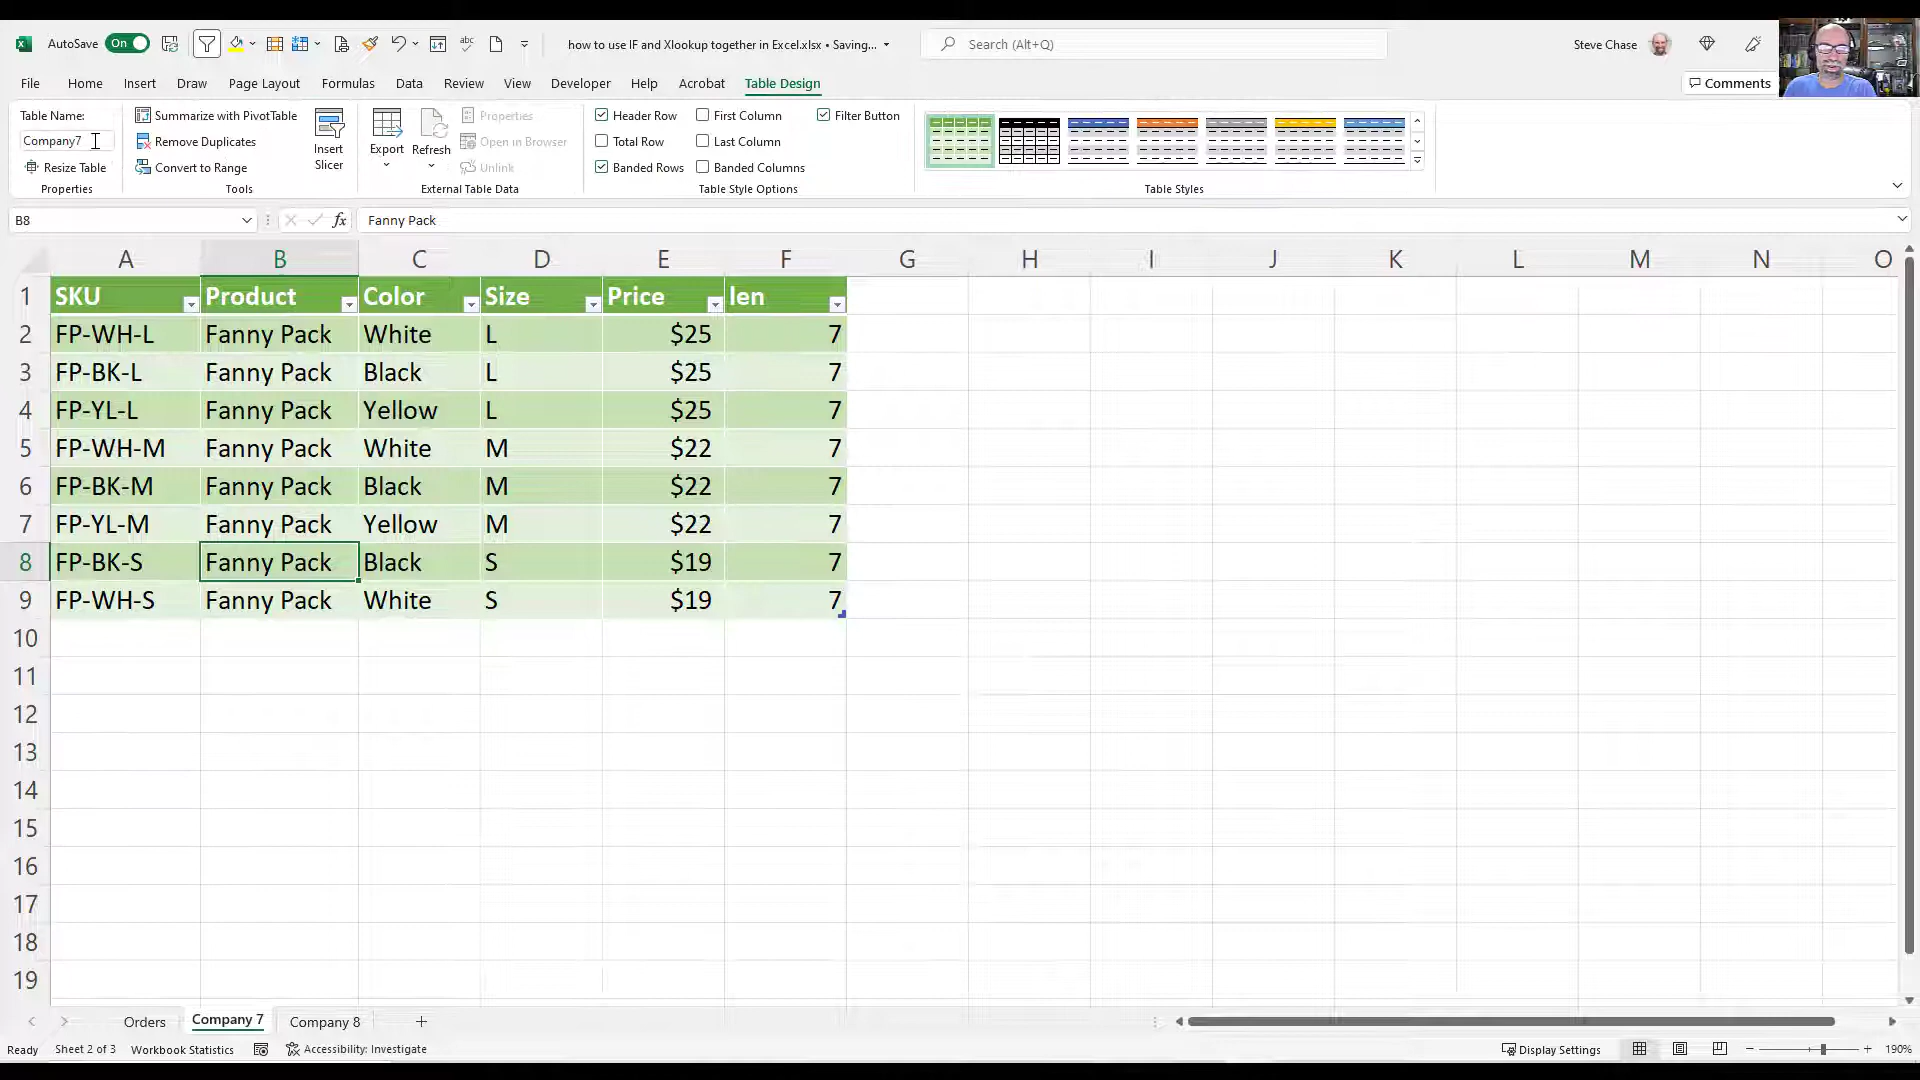 AutoSave On how to use IF and Xlookup together in Excel.xlsx • Saving... Search (Alt+Q) Steve Chase
File Home Insert Draw Page Layout Formulas Data Review View Developer Help Acrobat Table Design Comments
Table Name:
Company7
Resize Table
Properties
Summarize with PivotTable
Remove Duplicates
Convert to Range
Tools
Insert
Slicer
Export
Refresh
Properties
Open in Browser
Unlink
External Table Data
Header Row
Total Row
Banded Rows
First Column
Last Column
Banded Columns
Filter Button
Table Style Options
Table Styles
B8 fx Fanny Pack
A B C D E F G H I J K L M N O
1 SKU Product Color Size Price len
2 FP-WH-L Fanny Pack White L $25 7
3 FP-BK-L Fanny Pack Black L $25 7
4 FP-YL-L Fanny Pack Yellow L $25 7
5 FP-WH-M Fanny Pack White M $22 7
6 FP-BK-M Fanny Pack Black M $22 7
7 FP-YL-M Fanny Pack Yellow M $22 7
8 FP-BK-S Fanny Pack Black S $19 7
9 FP-WH-S Fanny Pack White S $19 7
10
11
12
13
14
15
16
17
18
19
Orders Company 7 Company 8
Ready Sheet 2 of 3 Workbook Statistics Accessibility: Investigate Display Settings 190%